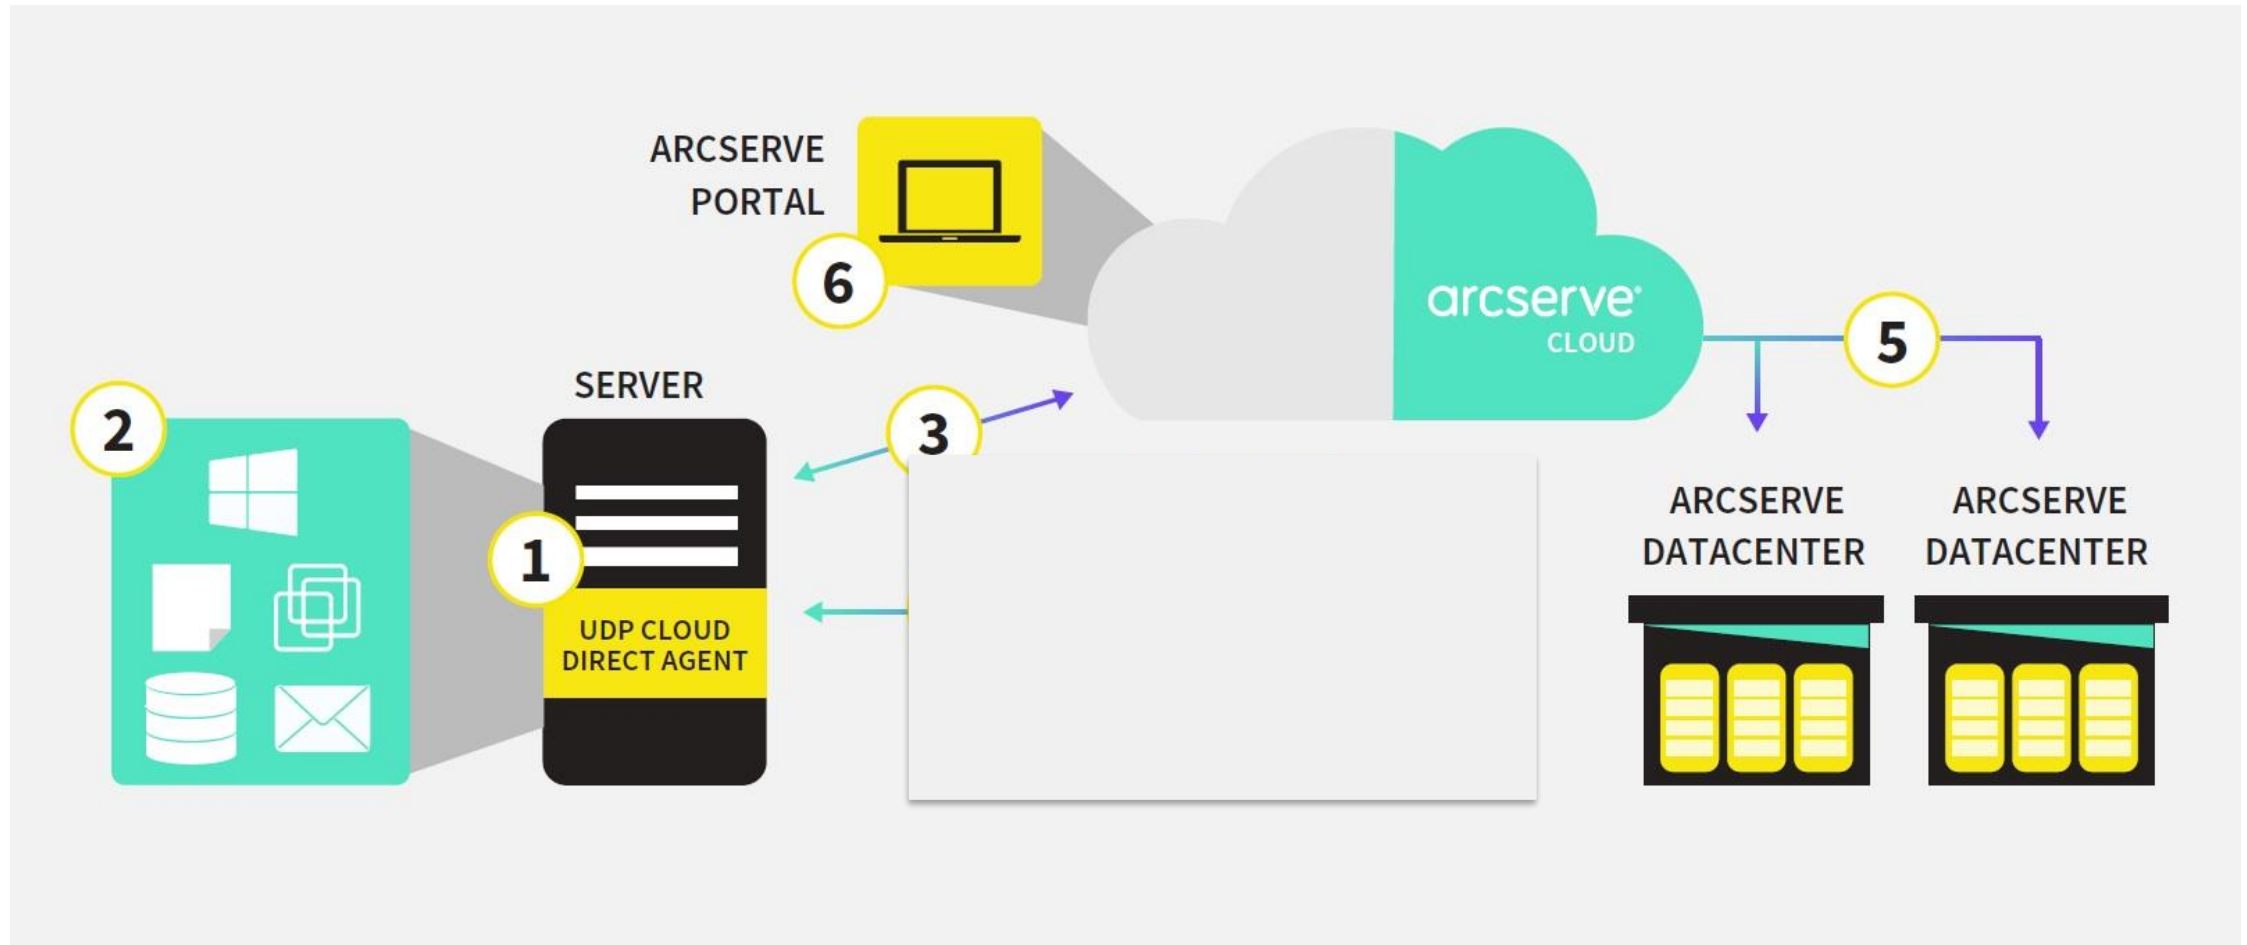 ARCSERVE
PORTAL
6
arcserve®
CLOUD
5
SERVER
2
3
1
UDP CLOUD
DIRECT AGENT
ARCSERVE
DATACENTER
ARCSERVE
DATACENTER